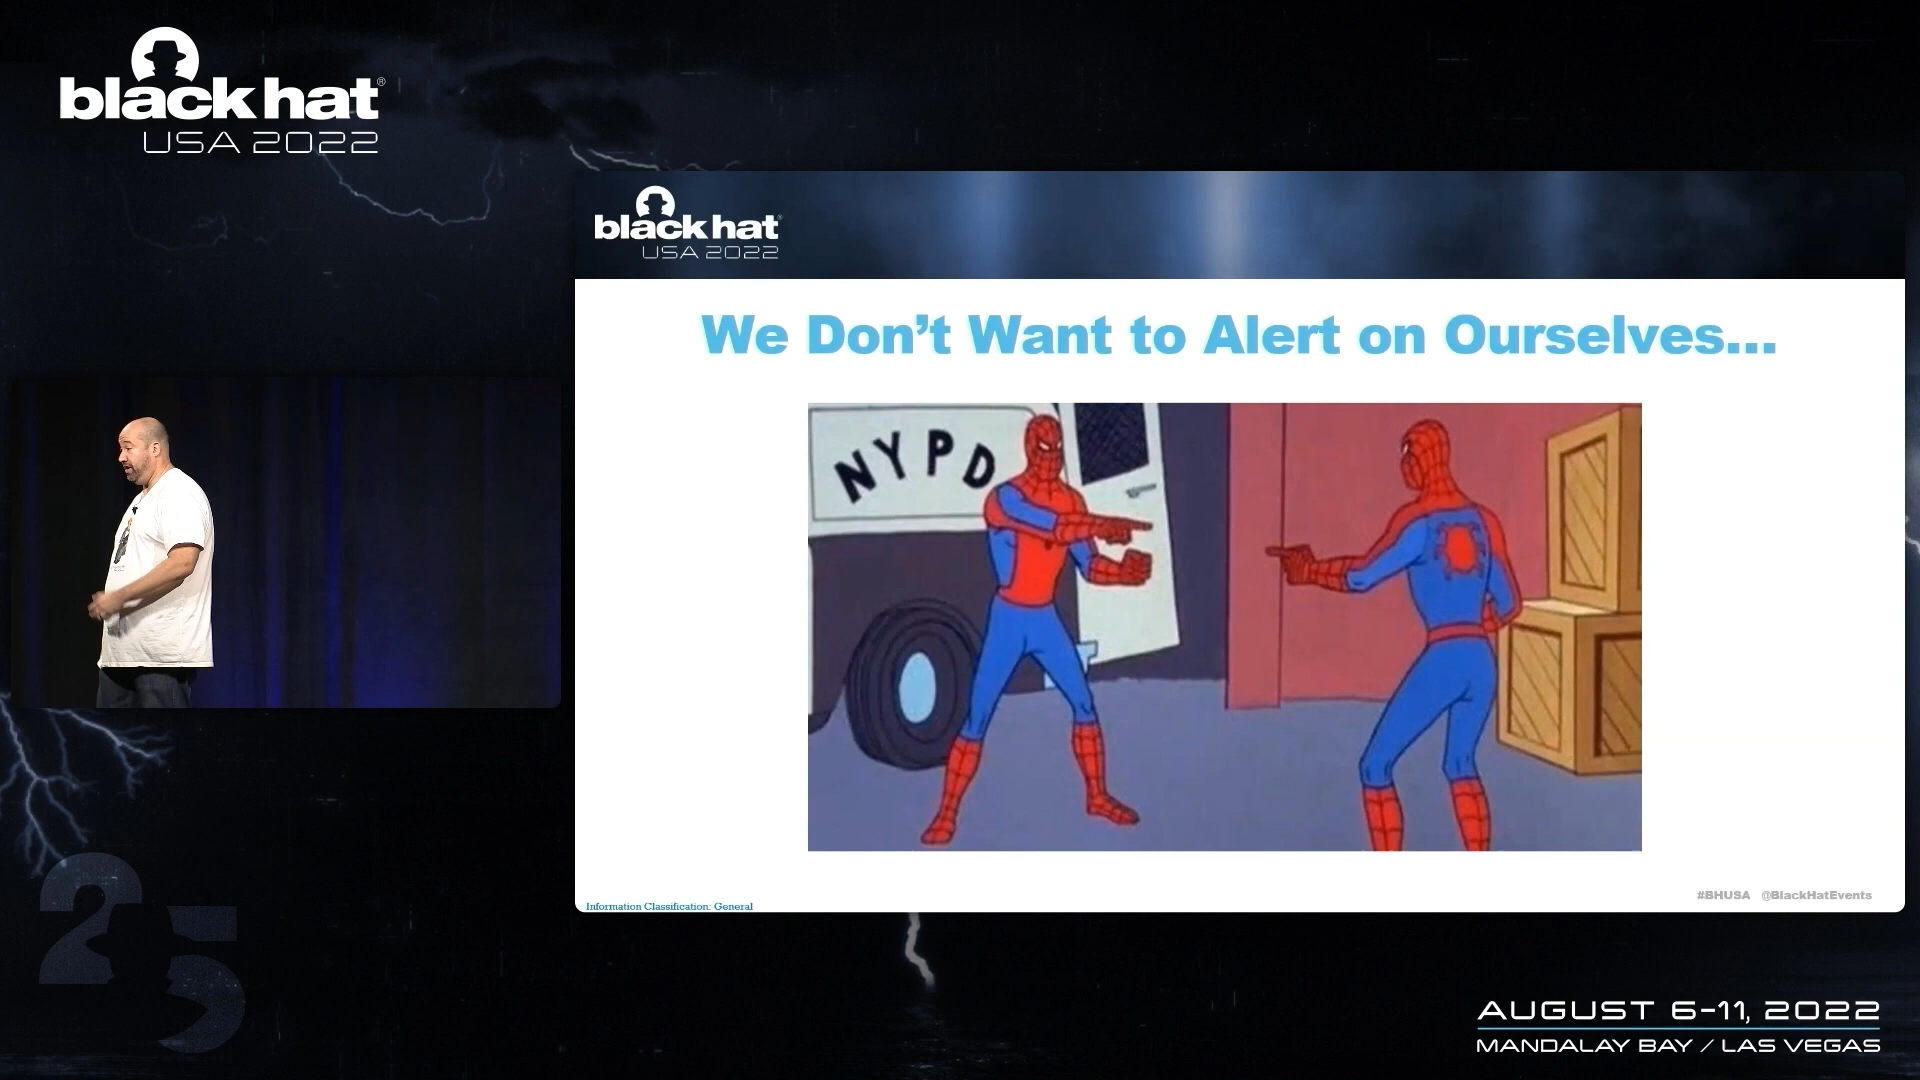 black hat®
USA 2022
black hat®
USA 2022
We Don't Want to Alert on Ourselves...
NYPD
#BHUSA @BlackHatEvents
Information Classification: General
25
AUGUST 6-11, 2022
MANDALAY BAY / LAS VEGAS